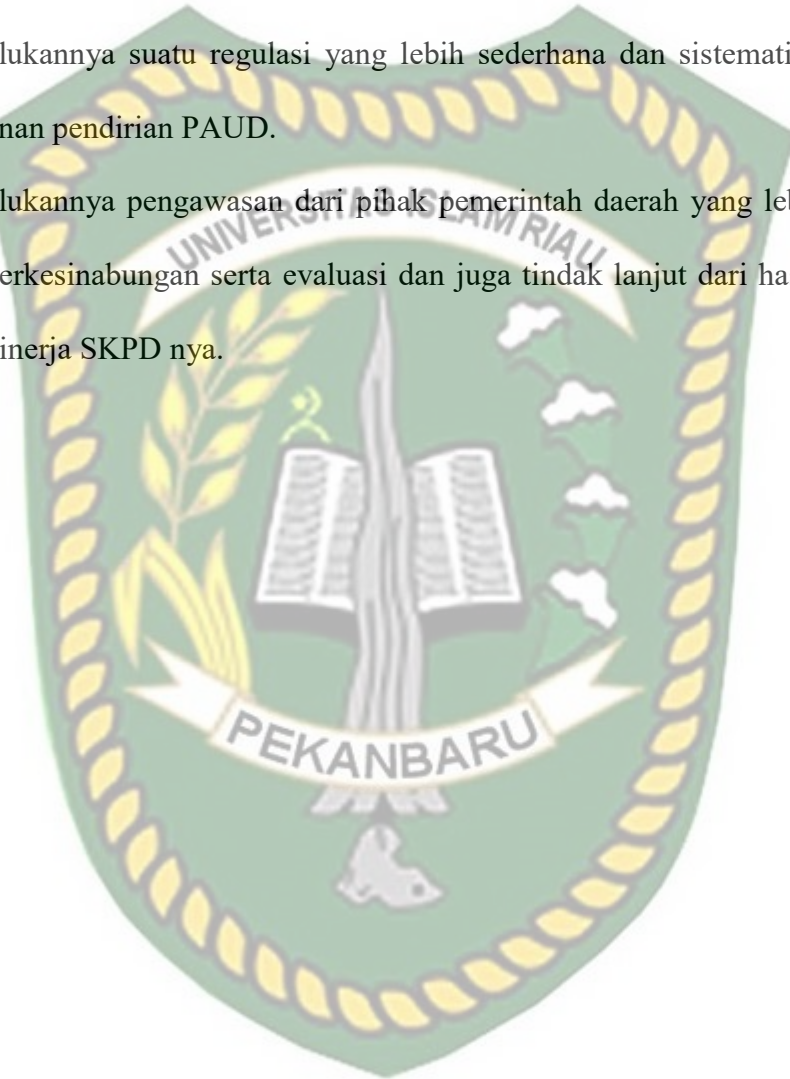 lukannya suatu regulasi yang lebih sederhana dan sistemati
nan pendirian PAUD.
lukannya pengawasan dari pihak pemerintah daerah yang leb
UNIVERSITAS ISLAM RIAU
erkesinabungan serta evaluasi dan juga tindak lanjut dari ha
inerja SKPD nya.
PEKANBARU